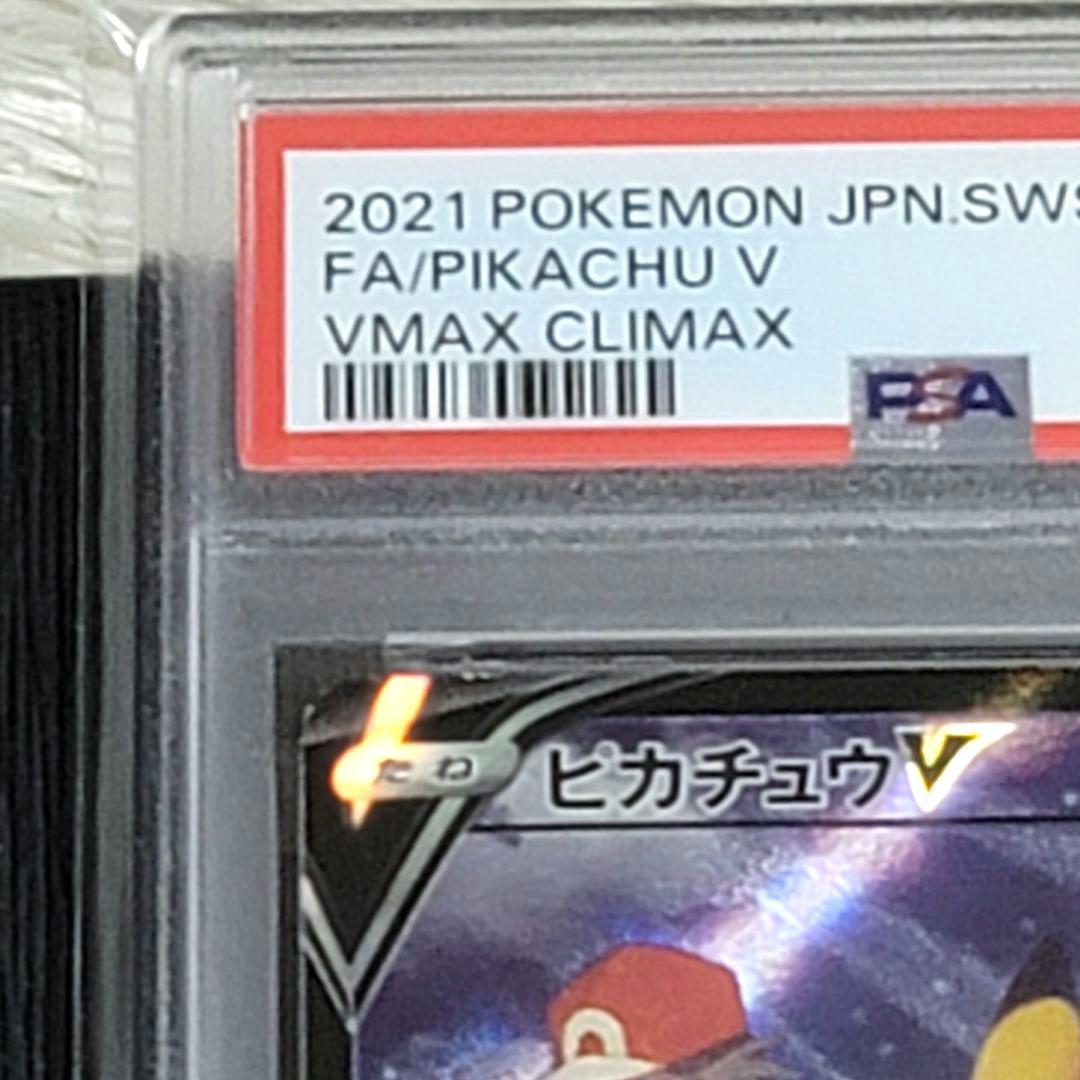 2021 POKEMON JPN.SWS
FA/PIKACHU V
VMAX CLIMAX
PSA
たね ピカチュウV